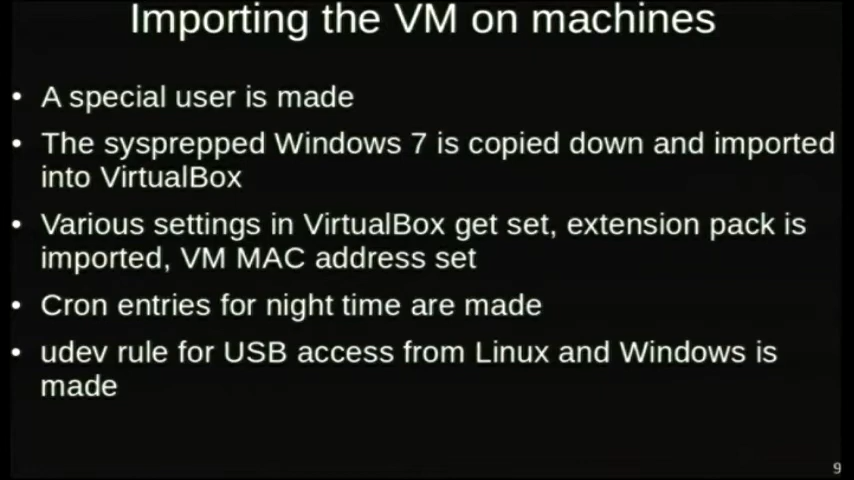 Importing the VM on machines
• A special user is made
• The sysprepped Windows 7 is copied down and imported
into VirtualBox
• Various settings in VirtualBox get set, extension pack is
imported, VM MAC address set
• Cron entries for night time are made
• udev rule for USB access from Linux and Windows is
made
9